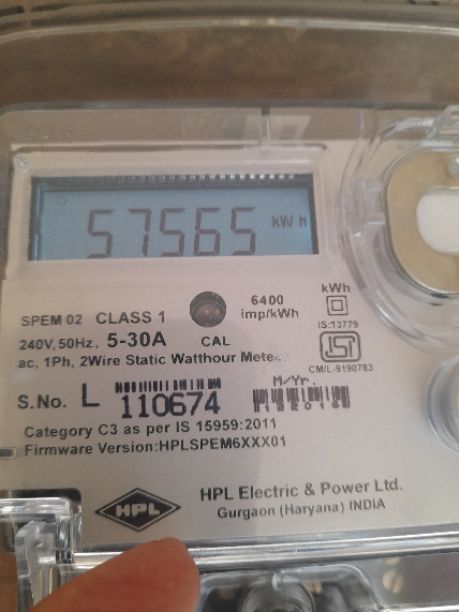 57565 kWh
kWh
6400
imp/kWh
IS:13779
SPEM 02 CLASS 1
240V, 50Hz, 5-30A
CAL
ac, 1Ph, 2Wire Static Watthour Meter
CM/L-9190783
M/Yr.
S.No. L 110674
Category C3 as per IS 15959:2011
Firmware Version:HPLSPEM6XXX01
HPL
HPL Electric & Power Ltd.
Gurgaon (Haryana) INDIA